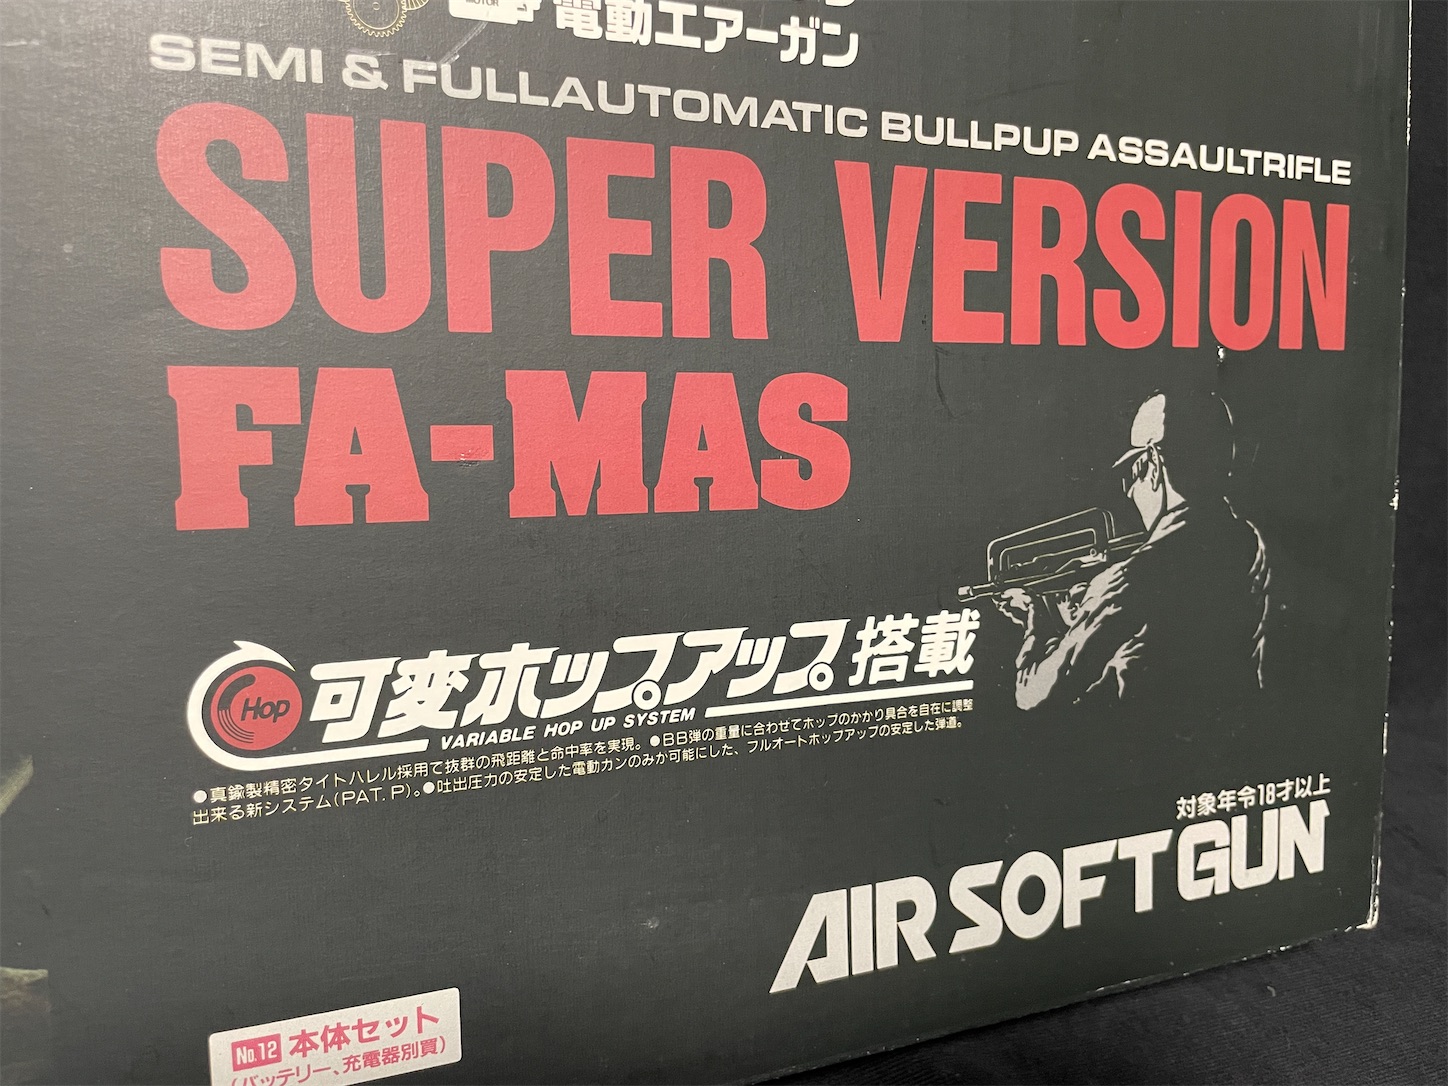 MOTOR
電動エアーガン
SEMI & FULLAUTOMATIC BULLPUP ASSAULTRIFLE
SUPER VERSION
FA-MAS
Hop
可変ホップアップ搭載
VARIABLE HOP UP SYSTEM
●真鍮製精密タイトバレル採用で抜群の飛距離と命中率を実現。●BB弾の重量に合わせてホップのかかり具合を自在に調整
出来る新システム(PAT.P)。●吐出圧力の安定した電動ガンのみが可能にした、フルオートホップアップの安定した弾道。
対象年令18才以上
AIR SOFT GUN
No.12 本体セット
(バッテリー、充電器別買)